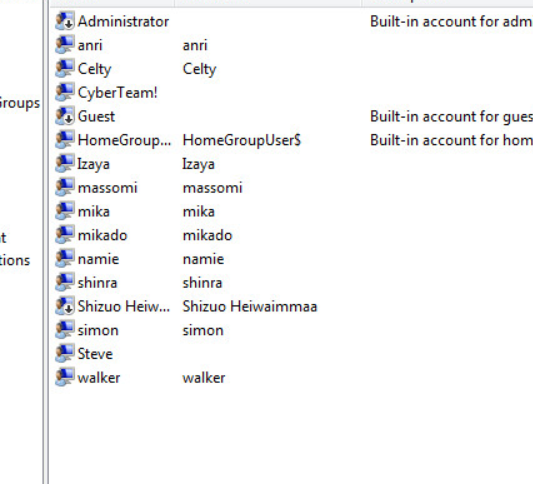 Administrator Built-in account for adm
anri anri
Celty Celty
CyberTeam!
Groups
Guest Built-in account for gues
HomeGroup... HomeGroupUser$ Built-in account for hom
Izaya Izaya
massomi massomi
mika mika
t mikado mikado
tions namie namie
shinra shinra
Shizuo Heiw... Shizuo Heiwaimmaa
simon simon
Steve
walker walker